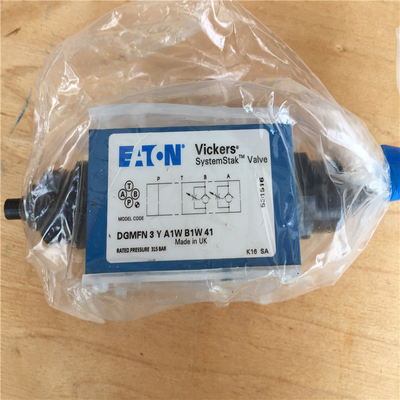 EATON Vickers®
SystemStak™ Valve
P T B A
T
A B
P
MODEL CODE
DGMFN 3 Y A1W B1W 41
Made in UK
RATED PRESSURE 315 BAR
K16 SA